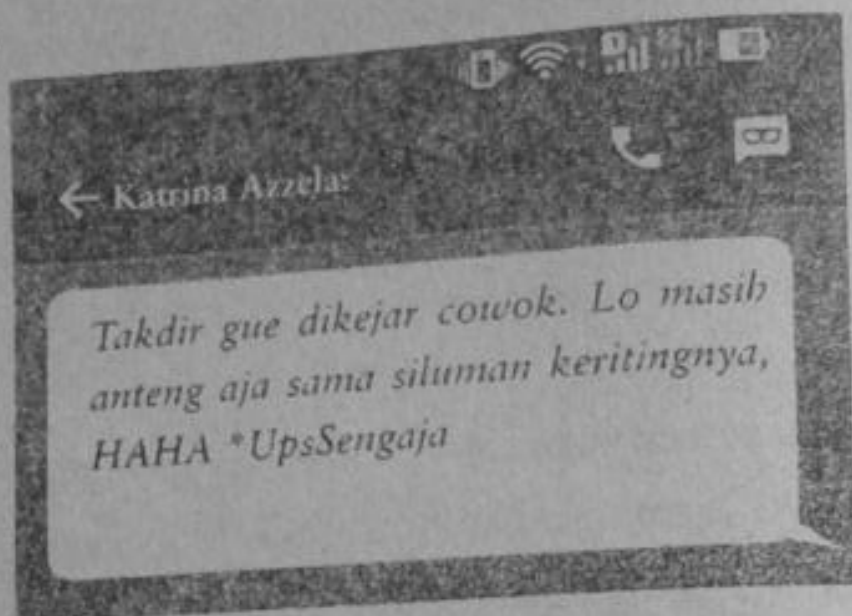 ← Katrina Azzela:
Takdir gue dikejar cowok. Lo masih
anteng aja sama siluman keritingnya,
HAHA *UpsSengaja